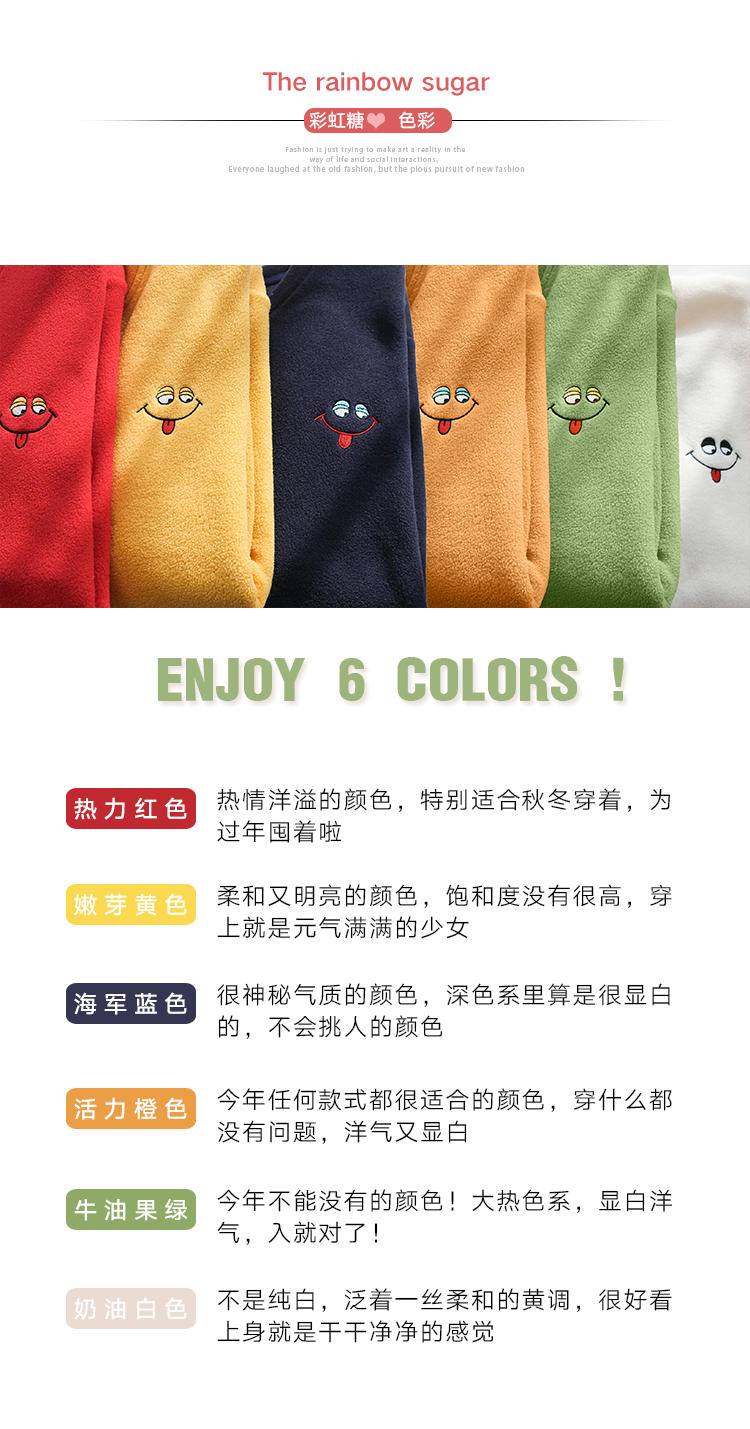 The rainbow sugar
彩虹糖 色彩
Fashion is just trying to make art a reality in the
way of life and social interactions,
Everyone laughed at the old fashion, but the pious pursuit of new fashion
ENJOY 6 COLORS !
热力红色
热情洋溢的颜色，特别适合秋冬穿着，为
过年囤着啦
嫩芽黄色
柔和又明亮的颜色，饱和度没有很高，穿
上就是元气满满的少女
海军蓝色
很神秘气质的颜色，深色系里算是很显白
的，不会挑人的颜色
活力橙色
今年任何款式都很适合的颜色，穿什么都
没有问题，洋气又显白
牛油果绿
今年不能没有的颜色！大热色系，显白洋
气，入就对了！
奶油白色
不是纯白，泛着一丝柔和的黄调，很好看
上身就是干干净净的感觉